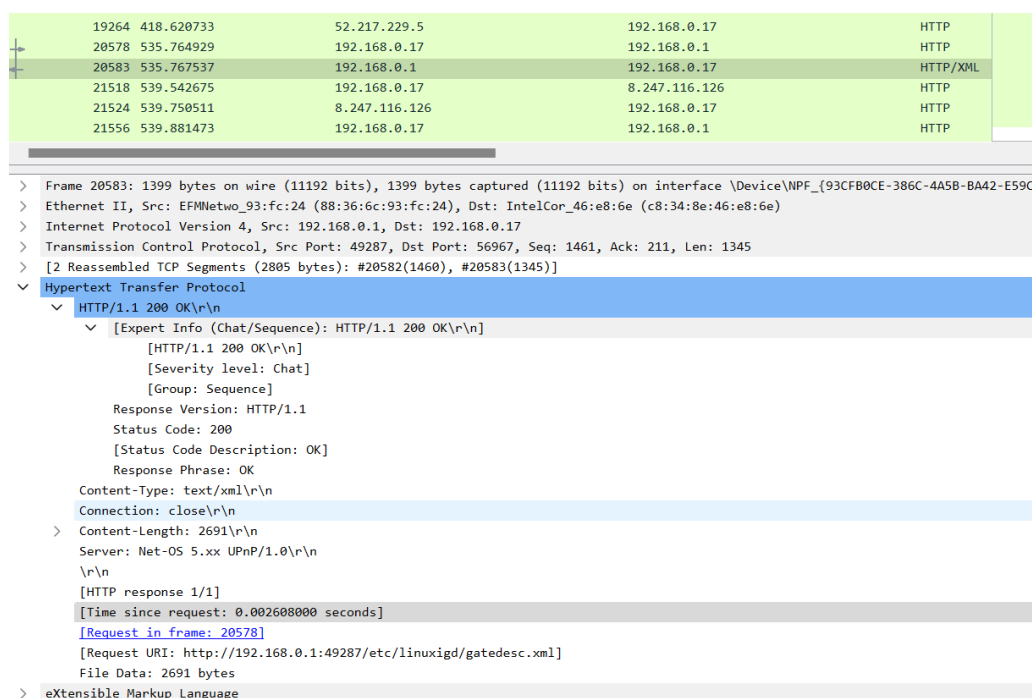 19264 418.620733 52.217.229.5 192.168.0.17 HTTP
20578 535.764929 192.168.0.17 192.168.0.1 HTTP
20583 535.767537 192.168.0.1 192.168.0.17 HTTP/XML
21518 539.542675 192.168.0.17 8.247.116.126 HTTP
21524 539.750511 8.247.116.126 192.168.0.17 HTTP
21556 539.881473 192.168.0.17 192.168.0.1 HTTP
Frame 20583: 1399 bytes on wire (11192 bits), 1399 bytes captured (11192 bits) on interface \Device\NPF_{93CFB0CE-386C-4A5B-BA42-E59C
Ethernet II, Src: EFMNetwo_93:fc:24 (88:36:6c:93:fc:24), Dst: IntelCor_46:e8:6e (c8:34:8e:46:e8:6e)
Internet Protocol Version 4, Src: 192.168.0.1, Dst: 192.168.0.17
Transmission Control Protocol, Src Port: 49287, Dst Port: 56967, Seq: 1461, Ack: 211, Len: 1345
[2 Reassembled TCP Segments (2805 bytes): #20582(1460), #20583(1345)]
Hypertext Transfer Protocol
HTTP/1.1 200 OK\r\n
[Expert Info (Chat/Sequence): HTTP/1.1 200 OK\r\n]
[HTTP/1.1 200 OK\r\n]
[Severity level: Chat]
[Group: Sequence]
Response Version: HTTP/1.1
Status Code: 200
[Status Code Description: OK]
Response Phrase: OK
Content-Type: text/xml\r\n
Connection: close\r\n
Content-Length: 2691\r\n
Server: Net-OS 5.xx UPnP/1.0\r\n
\r\n
[HTTP response 1/1]
[Time since request: 0.002608000 seconds]
[Request in frame: 20578]
[Request URI: http://192.168.0.1:49287/etc/linuxigd/gatedesc.xml]
File Data: 2691 bytes
eXtensible Markup Language